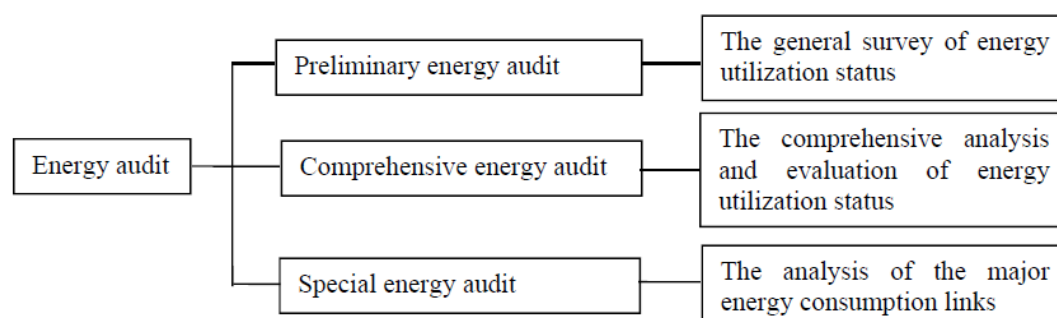 Preliminary energy audit
The general survey of energy
utilization status
Energy audit
Comprehensive energy audit
The comprehensive analysis
and evaluation of energy
utilization status
Special energy audit
The analysis of the major
energy consumption links